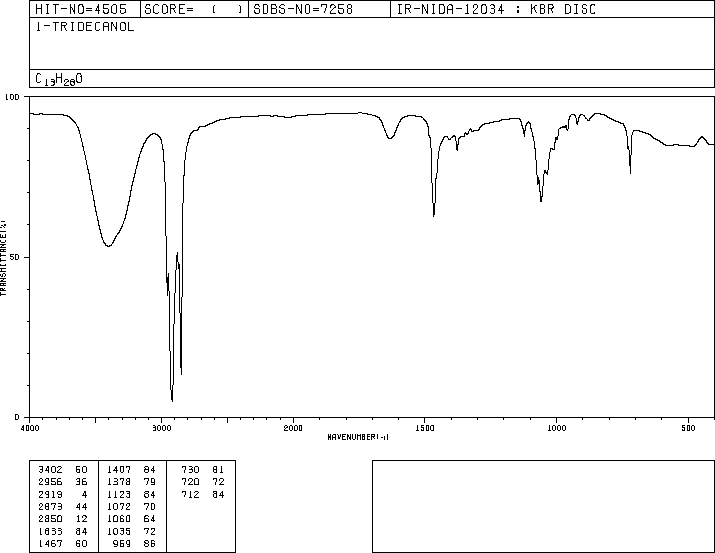 HIT-NO=4505 SCORE= ( ) SDBS-NO=7258 IR-NIDA-12034 : KBR DISC
1-TRIDECANOL
C13H28O
100
50
0
TRANSMITTANCE(%)
4000 3000 2000 1500 1000 500
WAVENUMBER(-1)
3402 60 1407 84 730 81
2956 36 1378 79 720 72
2919 4 1123 84 712 84
2873 44 1072 70
2850 12 1060 64
1633 84 1035 72
1467 60 969 86